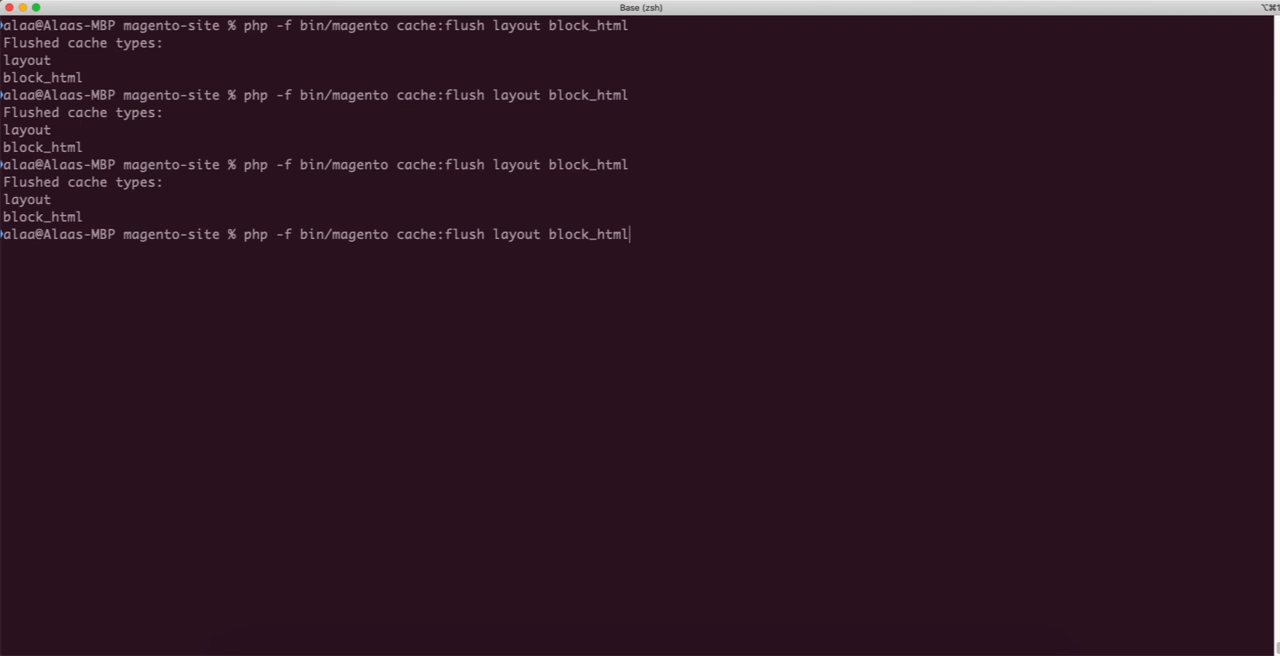 Base (zsh)
⌥⌘1
alaa@Alaas-MBP magento-site % php -f bin/magento cache:flush layout block_html
Flushed cache types:
layout
block_html
alaa@Alaas-MBP magento-site % php -f bin/magento cache:flush layout block_html
Flushed cache types:
layout
block_html
alaa@Alaas-MBP magento-site % php -f bin/magento cache:flush layout block_html
Flushed cache types:
layout
block_html
alaa@Alaas-MBP magento-site % php -f bin/magento cache:flush layout block_html